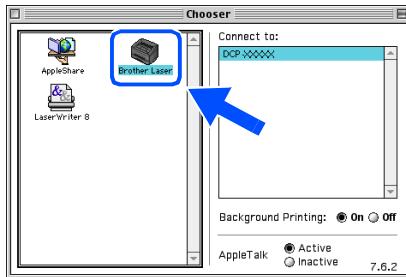 Chooser
Connect to:
DCP-XXXXX
AppleShare
Brother Laser
LaserWriter 8
Background Printing: On Off
AppleTalk
Active
Inactive
7.6.2